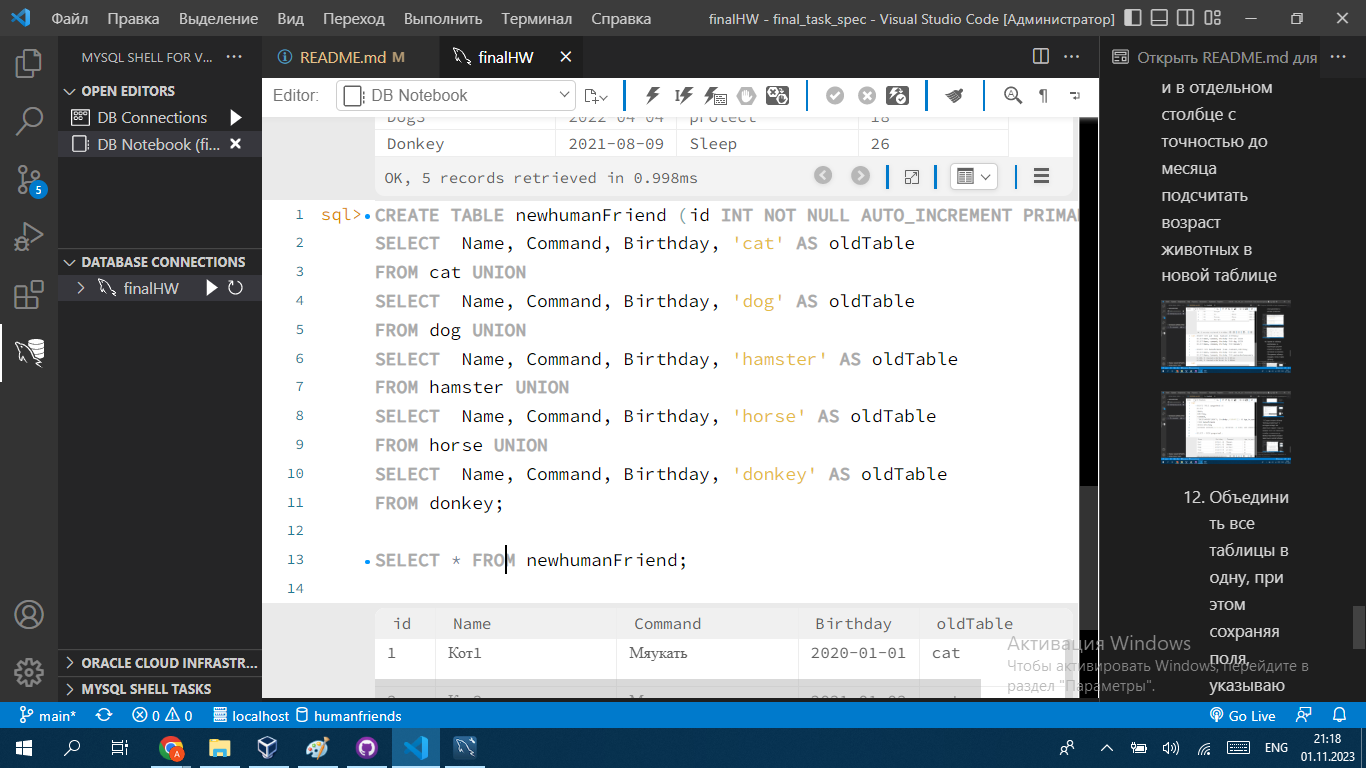 Файл Правка Выделение Вид Переход Выполнить Терминал Справка finalHW - final_task_spec - Visual Studio Code [Администратор]
MYSQL SHELL FOR V... ···
OPEN EDITORS
DB Connections
DB Notebook (fi...
5
DATABASE CONNECTIONS
finalHW
ORACLE CLOUD INFRASTR...
MYSQL SHELL TASKS
README.md M
finalHW
Editor: DB Notebook
Dog3 2022-04-04 protect 18
Donkey 2021-08-09 Sleep 26
OK, 5 records retrieved in 0.998ms
1 sql> CREATE TABLE newhumanFriend (id INT NOT NULL AUTO_INCREMENT PRIMA
2 SELECT  Name, Command, Birthday, 'cat' AS oldTable
3 FROM cat UNION
4 SELECT  Name, Command, Birthday, 'dog' AS oldTable
5 FROM dog UNION
6 SELECT  Name, Command, Birthday, 'hamster' AS oldTable
7 FROM hamster UNION
8 SELECT  Name, Command, Birthday, 'horse' AS oldTable
9 FROM horse UNION
10 SELECT  Name, Command, Birthday, 'donkey' AS oldTable
11 FROM donkey;
12
13 SELECT * FROM newhumanFriend;
14
id Name Command Birthday oldTable
1 Кот1 Мяукать 2020-01-01 cat
Открыть README.md для ···
и в отдельном
столбце с
точностью до
месяца
подсчитать
возраст
животных в
новой таблице
12. Объедини
ть все
таблицы в
одну, при
этом
сохраняя
поля,
указываю
Активация Windows
Чтобы активировать Windows, перейдите в
раздел "Параметры".
main* 0 0 localhost humanfriends Go Live
ENG 21:18
01.11.2023